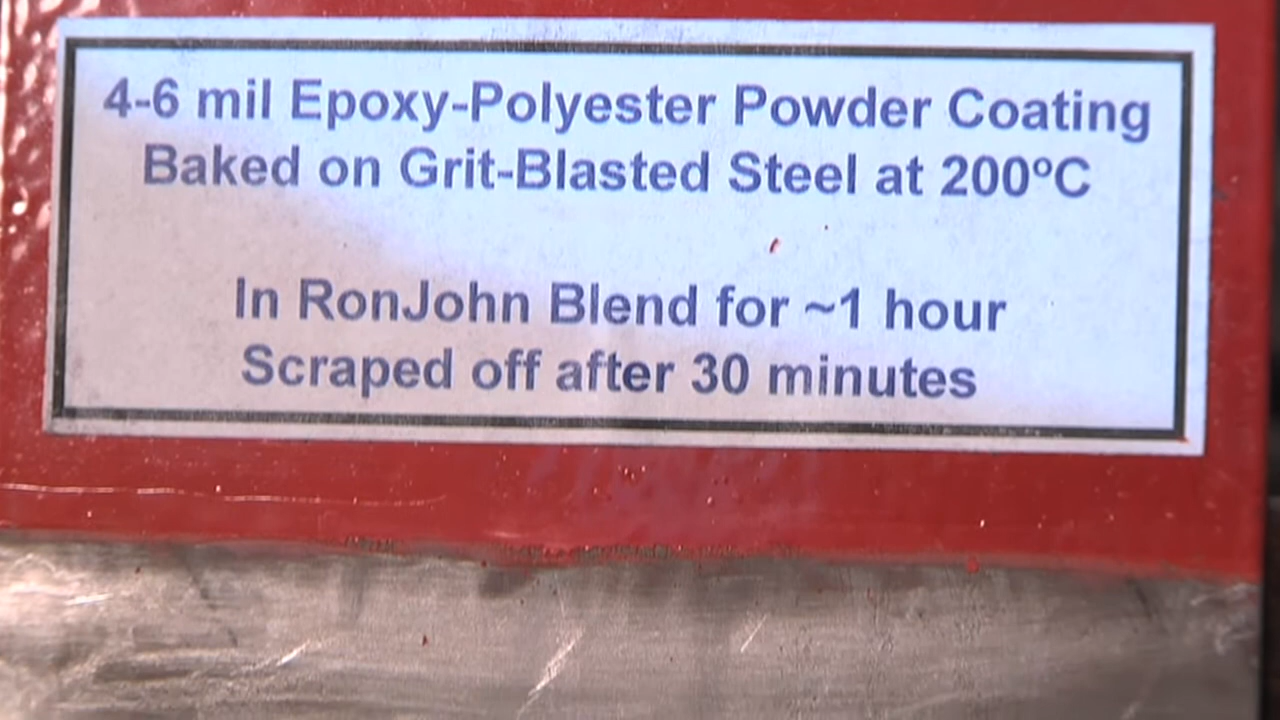 4-6 mil Epoxy-Polyester Powder Coating
Baked on Grit-Blasted Steel at 200ºC
In RonJohn Blend for ~1 hour
Scraped off after 30 minutes